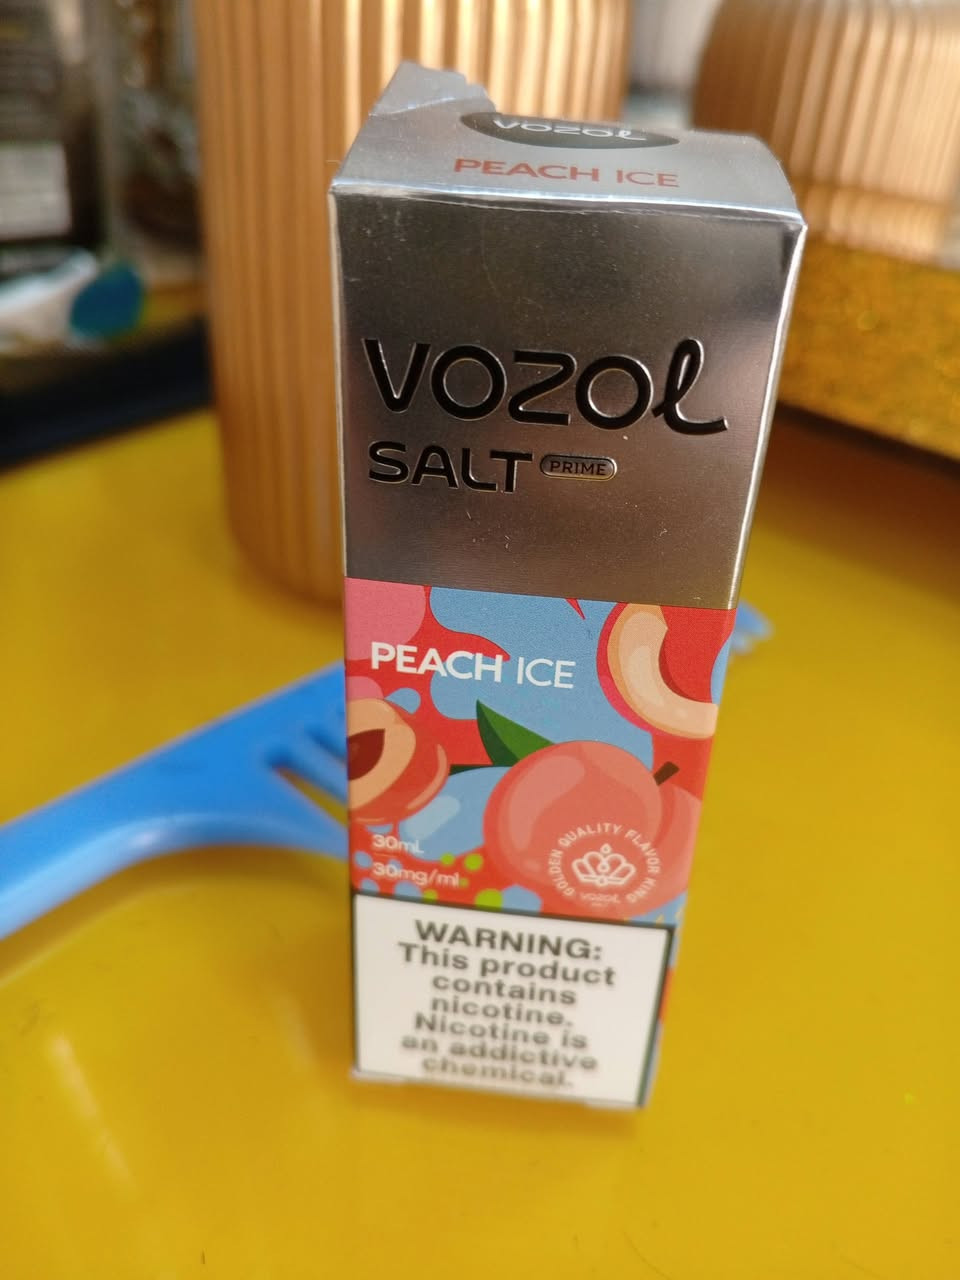 VOZOL
PEACH ICE
VOZOL
SALT PRIME
PEACH ICE
30mL
30mg/ml
GOLDEN QUALITY FLAVOR KING
VOZOL
WARNING:
This product
contains
nicotine.
Nicotine is
an addictive
chemical.